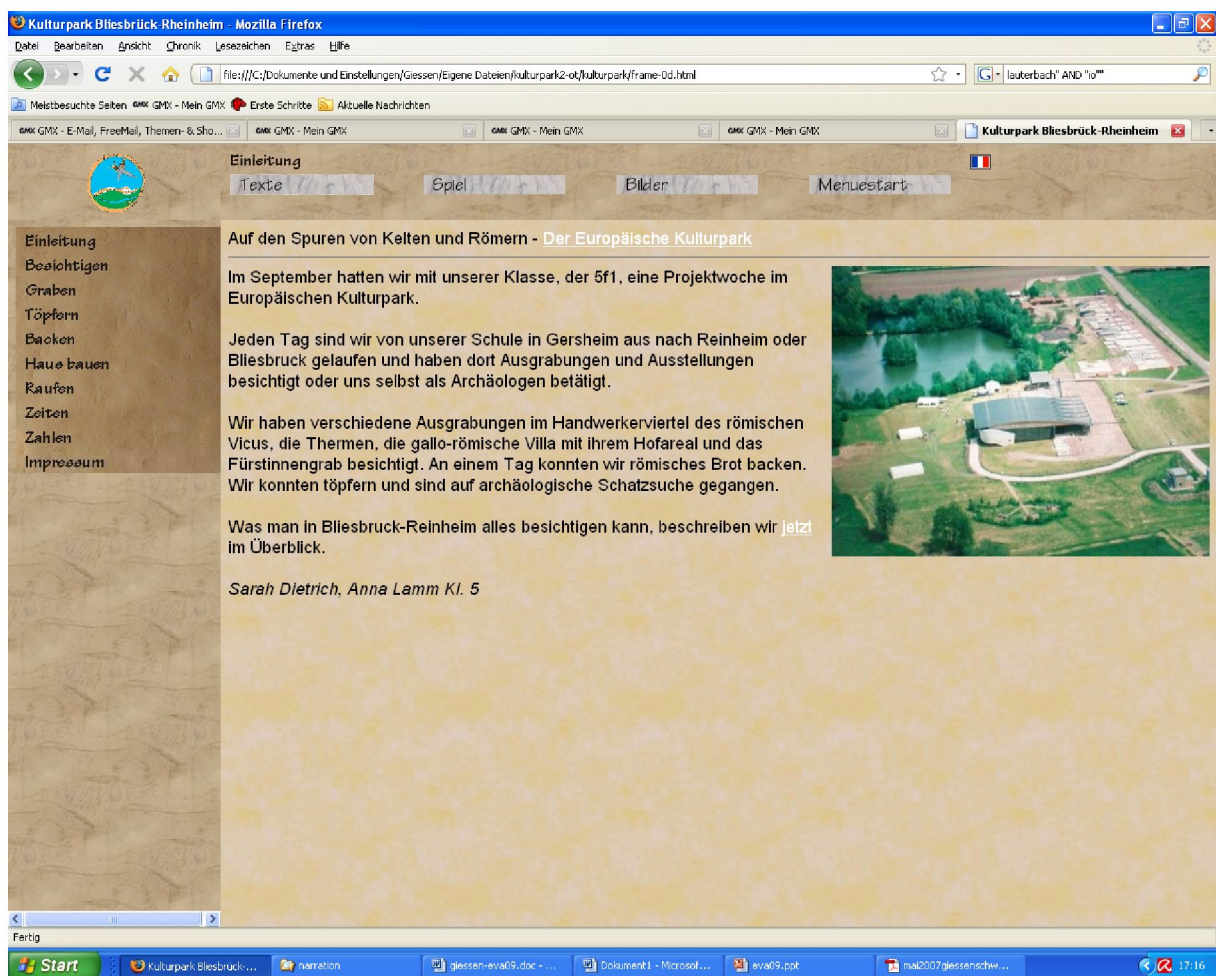 Kulturpark Bliesbrück-Rheinheim - Mozilla Firefox
Datei Bearbeiten Ansicht Chronik Lesezeichen Extras Hilfe
file:///C:/Dokumente und Einstellungen/Giessen/Eigene Dateien/kulturpark2-ot/kulturpark/frame-0d.html
lauterbach" AND "io""
Meistbesuchte Seiten GMX GMX - Mein GMX Erste Schritte Aktuelle Nachrichten
GMX GMX - E-Mail, FreeMail, Themen- & Sho... GMX GMX - Mein GMX GMX GMX - Mein GMX GMX GMX - Mein GMX Kulturpark Bliesbrück-Rheinheim
Einleitung
Texte Spiel Bilder Menuestart
Einleitung
Besichtigen
Graben
Töpfern
Backen
Haus bauen
Raufen
Zeiten
Zahlen
Impressum
Auf den Spuren von Kelten und Römern - Der Europäische Kulturpark
Im September hatten wir mit unserer Klasse, der 5f1, eine Projektwoche im
Europäischen Kulturpark.
Jeden Tag sind wir von unserer Schule in Gersheim aus nach Reinheim oder
Bliesbruck gelaufen und haben dort Ausgrabungen und Ausstellungen
besichtigt oder uns selbst als Archäologen betätigt.
Wir haben verschiedene Ausgrabungen im Handwerkerviertel des römischen
Vicus, die Thermen, die gallo-römische Villa mit ihrem Hofareal und das
Fürstinnengrab besichtigt. An einem Tag konnten wir römisches Brot backen.
Wir konnten töpfern und sind auf archäologische Schatzsuche gegangen.
Was man in Bliesbruck-Reinheim alles besichtigen kann, beschreiben wir jetzt
im Überblick.
Sarah Dietrich, Anna Lamm Kl. 5
Fertig
Start Kulturpark Bliesbrück-... narration giessen-eva09.doc - ... Dokument1 - Microsof... eva09.ppt mai2007giessenschw... 17:16